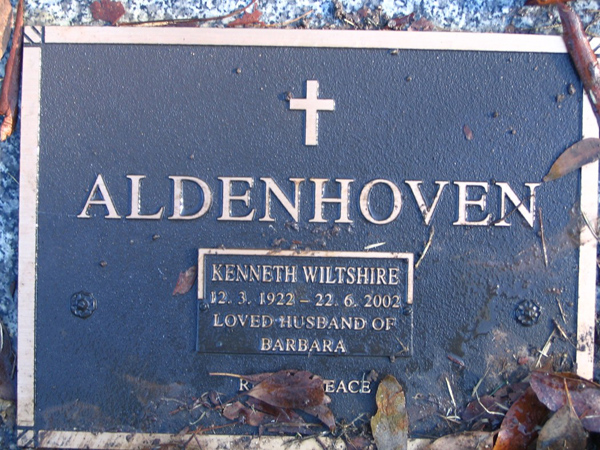 ALDENHOVEN
KENNETH WILTSHIRE
12. 3. 1922 – 22. 6. 2002
LOVED HUSBAND OF
BARBARA